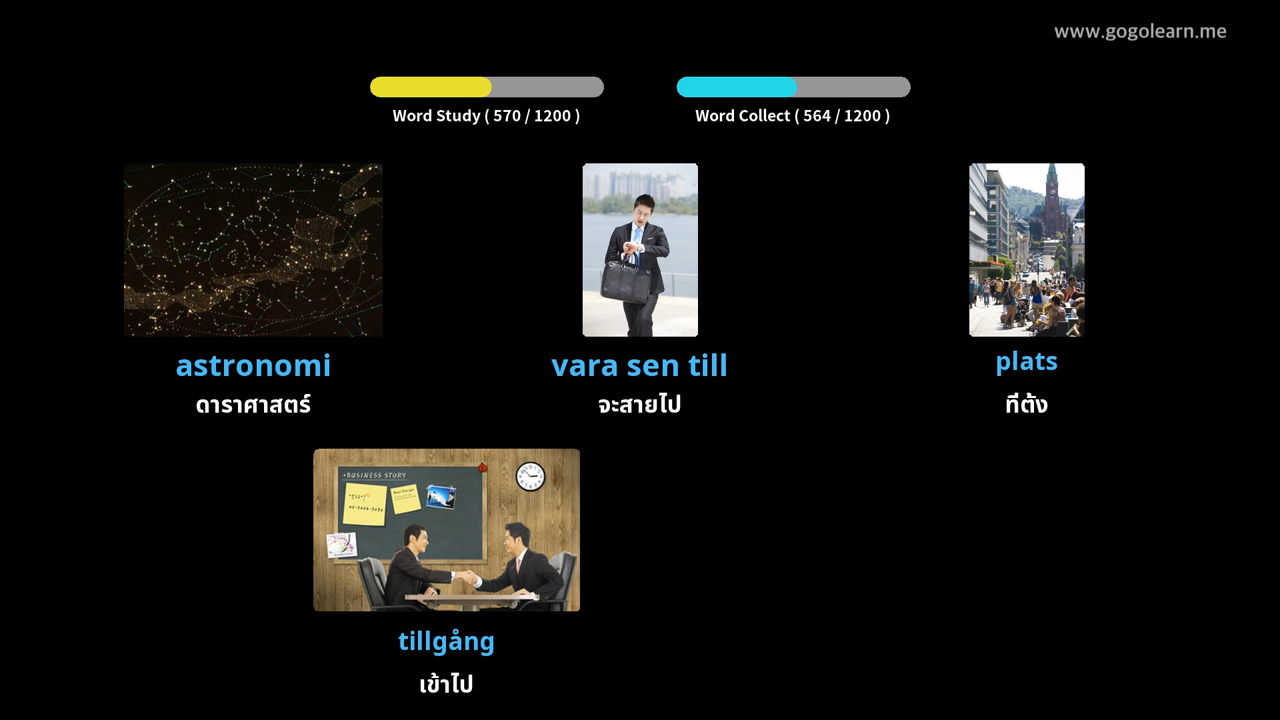 www.gogolearn.me
Word Study ( 570 / 1200 )
Word Collect ( 564 / 1200 )
astronomi
ดาราศาสตร์
vara sen till
จะสายไป
plats
ที่ตั้ง
•BUSINESS STORY
tillgång
เข้าไป